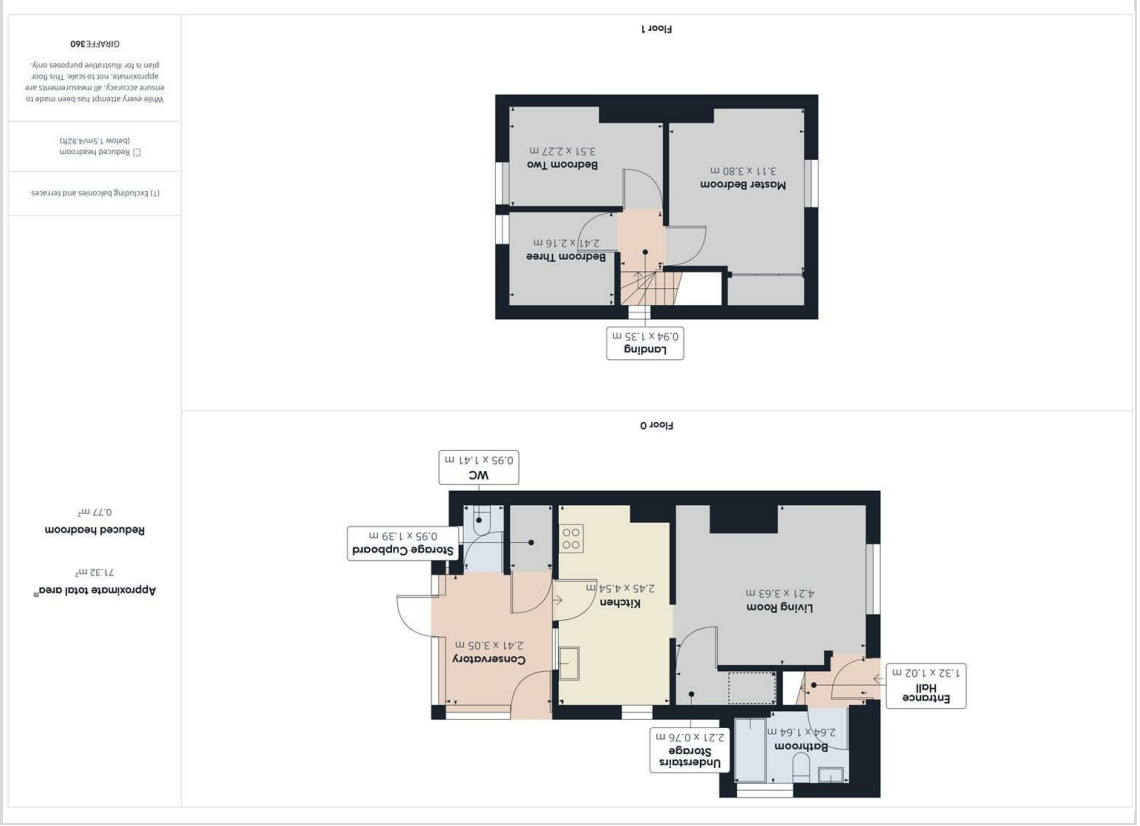 Floor 0
Bathroom
2.64 x 1.64 m
Understairs
Storage
2.21 x 0.76 m
Entrance
Hall
1.32 x 1.02 m
Living Room
4.21 x 3.63 m
Kitchen
2.45 x 4.54 m
Conservatory
2.41 x 3.05 m
Storage Cupboard
0.95 x 1.39 m
WC
0.95 x 1.41 m
Floor 1
Landing
0.94 x 1.35 m
Bedroom Three
2.41 x 2.16 m
Master Bedroom
3.11 x 3.80 m
Bedroom Two
3.51 x 2.27 m
Approximate total area(1)
71.32 m²
Reduced headroom
0.77 m²
(1) Excluding balconies and terraces
Reduced headroom
(below 1.5m/4.92ft)
While every attempt has been made to
ensure accuracy, all measurements are
approximate, not to scale. This floor
plan is for illustrative purposes only.
GIRAFFE360